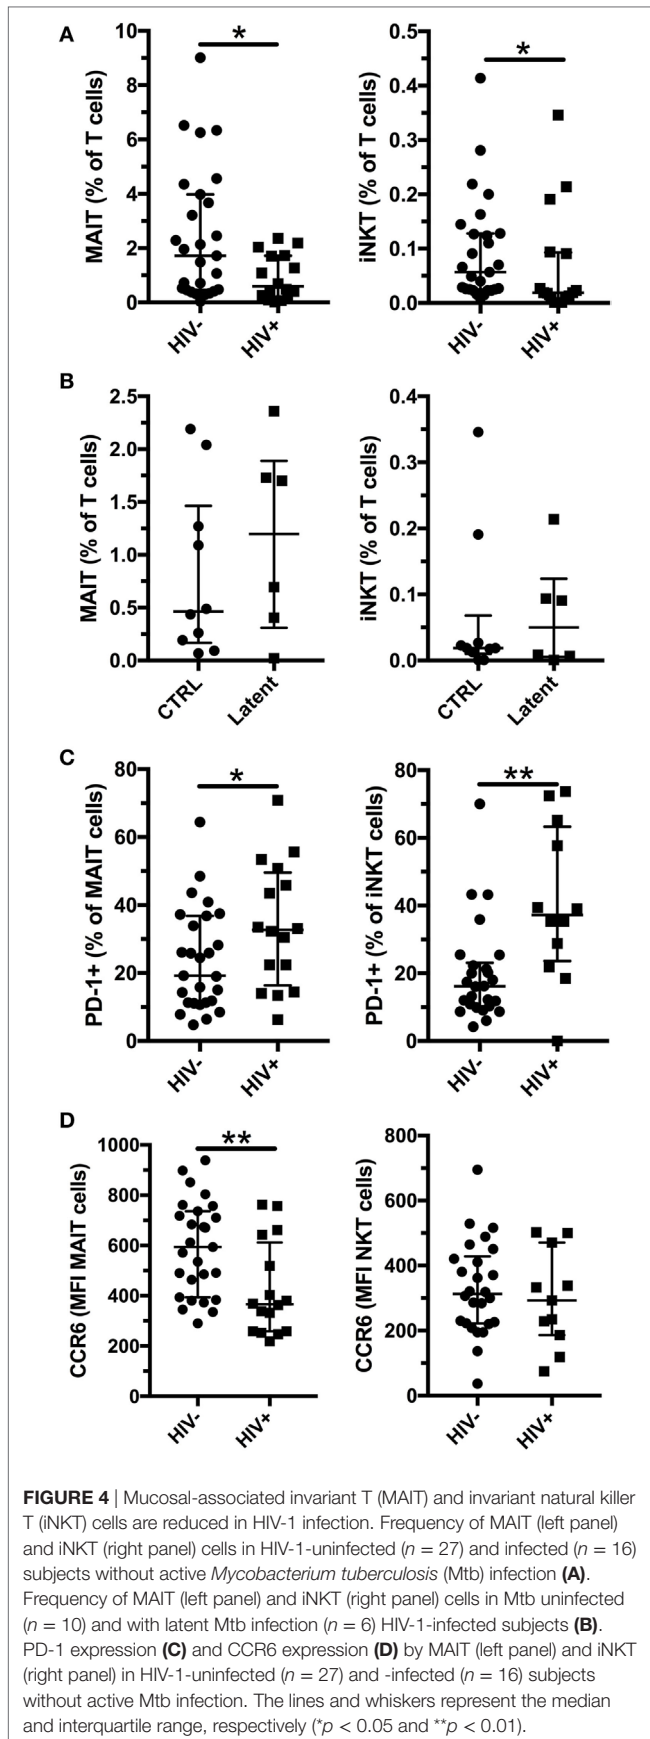 A
MAIT (% of T cells)
10
8
6
4
2
0
*
HIV-
HIV+
iNKT (% of T cells)
0.5
0.4
0.3
0.2
0.1
0.0
*
HIV-
HIV+
B
MAIT (% of T cells)
2.5
2.0
1.5
1.0
0.5
0.0
CTRL
Latent
iNKT (% of T cells)
0.4
0.3
0.2
0.1
0.0
CTRL
Latent
C
PD-1+ (% of MAIT cells)
80
60
40
20
0
*
HIV-
HIV+
PD-1+ (% of iNKT cells)
80
60
40
20
0
**
HIV-
HIV+
D
CCR6 (MFI MAIT cells)
1000
800
600
400
200
0
**
HIV-
HIV+
CCR6 (MFI NKT cells)
800
600
400
200
0
HIV-
HIV+
FIGURE 4 | Mucosal-associated invariant T (MAIT) and invariant natural killer
T (iNKT) cells are reduced in HIV-1 infection. Frequency of MAIT (left panel)
and iNKT (right panel) cells in HIV-1-uninfected (n = 27) and infected (n = 16)
subjects without active Mycobacterium tuberculosis (Mtb) infection (A).
Frequency of MAIT (left panel) and iNKT (right panel) cells in Mtb uninfected
(n = 10) and with latent Mtb infection (n = 6) HIV-1-infected subjects (B).
PD-1 expression (C) and CCR6 expression (D) by MAIT (left panel) and iNKT
(right panel) in HIV-1-uninfected (n = 27) and -infected (n = 16) subjects
without active Mtb infection. The lines and whiskers represent the median
and interquartile range, respectively (*p < 0.05 and **p < 0.01).